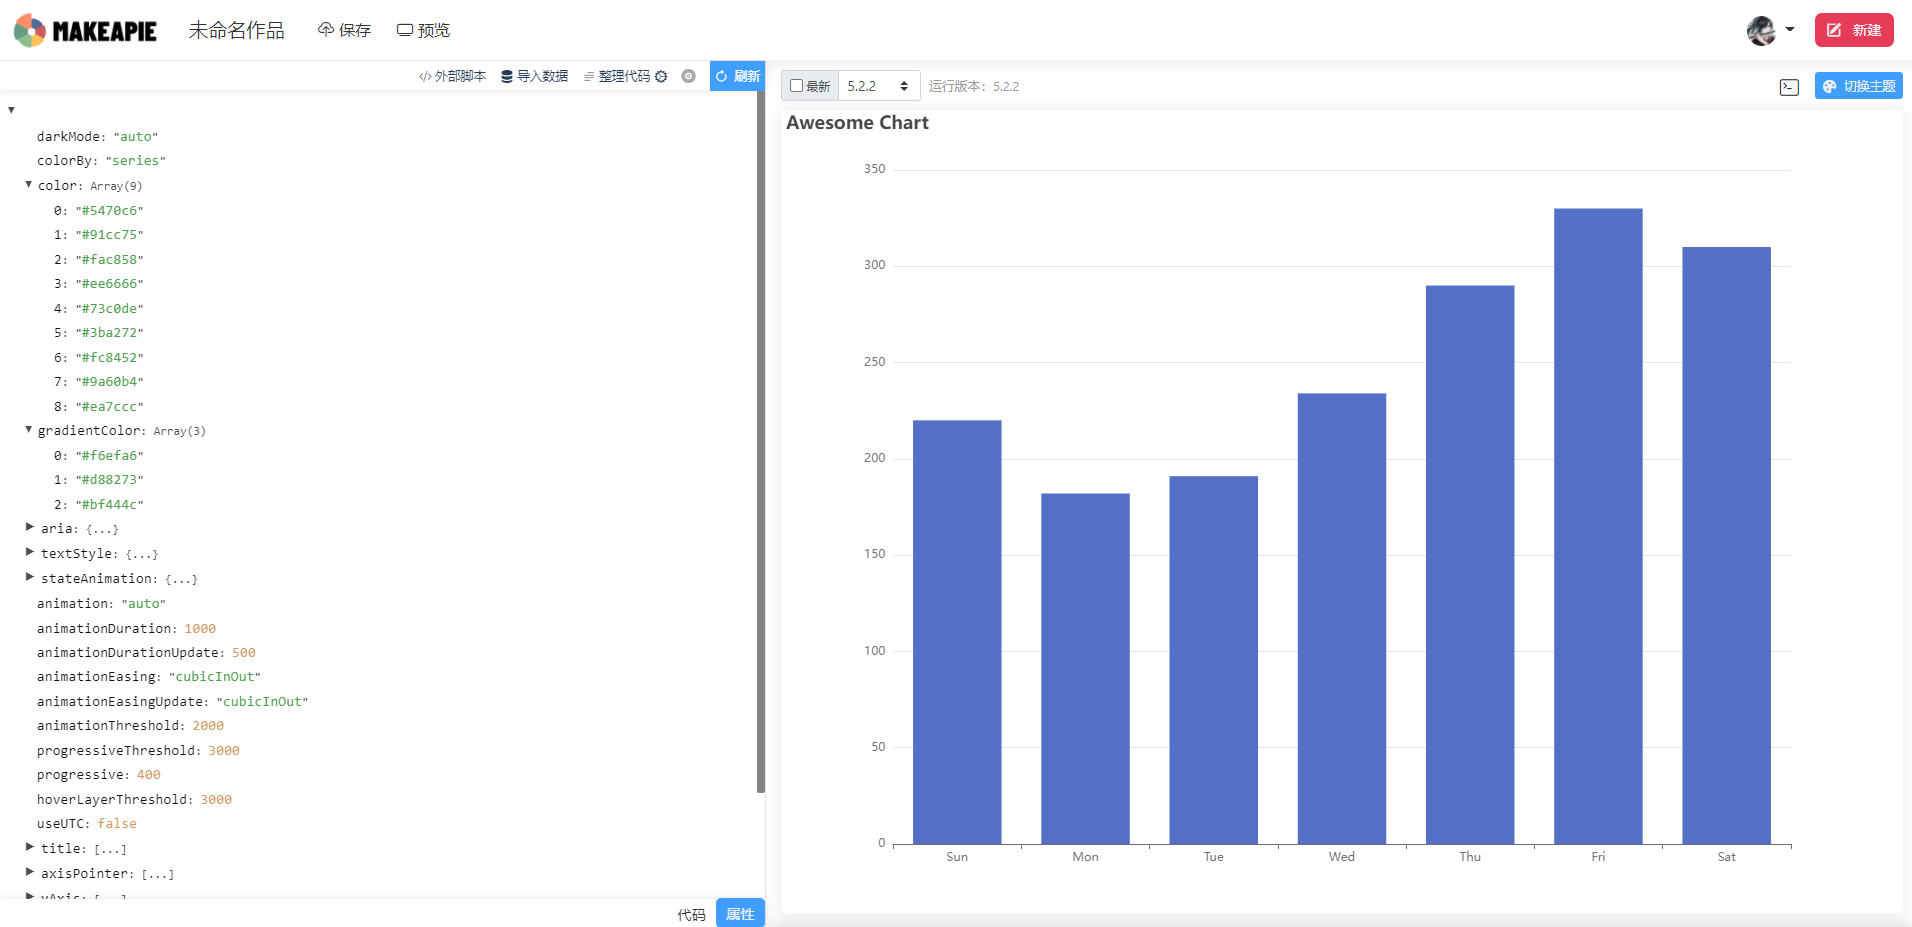 MAKEAPIE 未命名作品 保存 预览 新建
</> 外部脚本 导入数据 整理代码 刷新
darkMode: "auto"
colorBy: "series"
color: Array(9)
0: "#5470c6"
1: "#91cc75"
2: "#fac858"
3: "#ee6666"
4: "#73c0de"
5: "#3ba272"
6: "#fc8452"
7: "#9a60b4"
8: "#ea7ccc"
gradientColor: Array(3)
0: "#f6efa6"
1: "#d88273"
2: "#bf444c"
aria: {...}
textStyle: {...}
stateAnimation: {...}
animation: "auto"
animationDuration: 1000
animationDurationUpdate: 500
animationEasing: "cubicInOut"
animationEasingUpdate: "cubicInOut"
animationThreshold: 2000
progressiveThreshold: 3000
progressive: 400
hoverLayerThreshold: 3000
useUTC: false
title: [...]
axisPointer: [...]
代码 属性
最新 5.2.2 运行版本: 5.2.2 切换主题
Awesome Chart
350
300
250
200
150
100
50
0
Sun Mon Tue Wed Thu Fri Sat